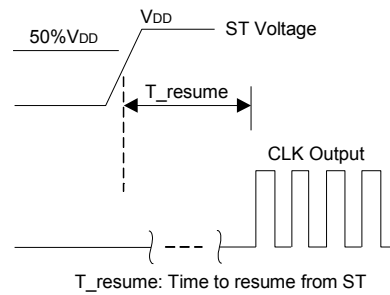 VDD
50%VDD
ST Voltage
T_resume
CLK Output
T_resume: Time to resume from ST